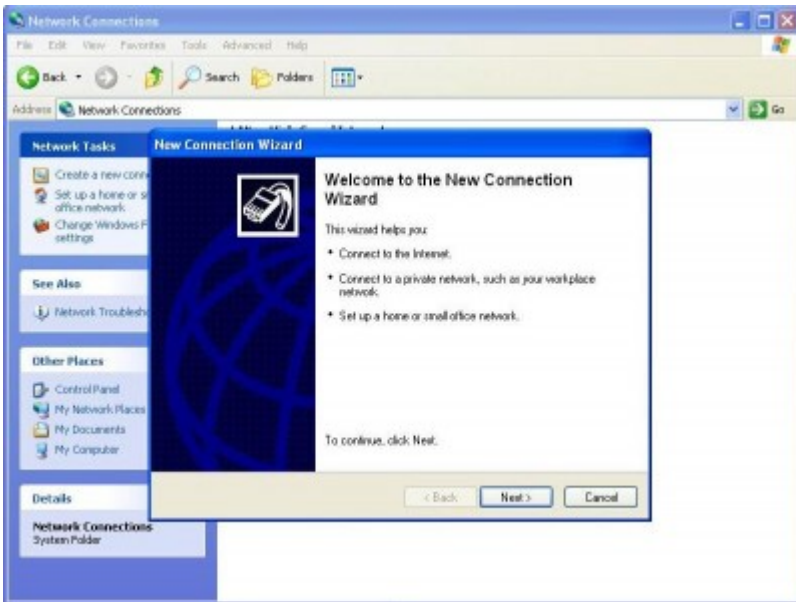 Network Connections
File Edit View Favorites Tools Advanced Help
Back Search Folders
Address Network Connections Go
Network Tasks
Create a new conn
Set up a home or s
office network
Change Windows F
settings
See Also
Network Troublesh
Other Places
Control Panel
My Network Places
My Documents
My Computer
Details
Network Connections
System Folder
New Connection Wizard
Welcome to the New Connection
Wizard
This wizard helps you:
• Connect to the Internet.
• Connect to a private network, such as your workplace
network.
• Set up a home or small office network.
To continue, click Next.
< Back Next > Cancel